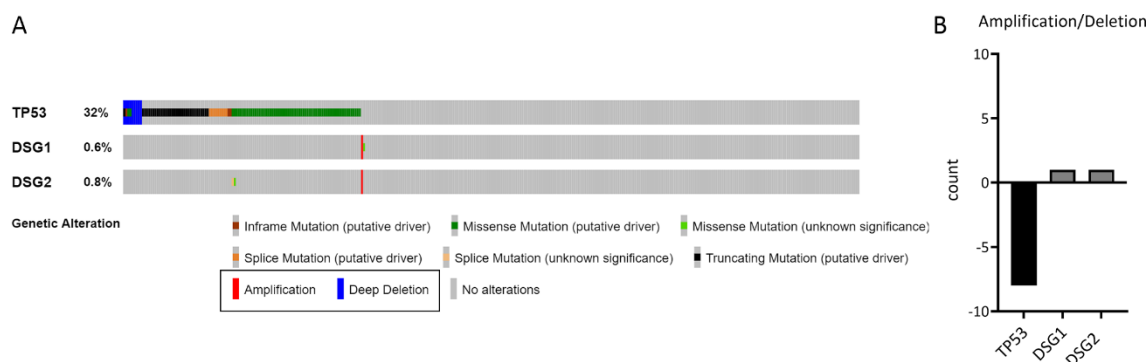 A
TP53 32%
DSG1 0.6%
DSG2 0.8%
Genetic Alteration
Inframe Mutation (putative driver)
Missense Mutation (putative driver)
Missense Mutation (unknown significance)
Splice Mutation (putative driver)
Splice Mutation (unknown significance)
Truncating Mutation (putative driver)
Amplification
Deep Deletion
No alterations
B
Amplification/Deletion
count
10
5
0
-5
-10
TP53
DSG1
DSG2